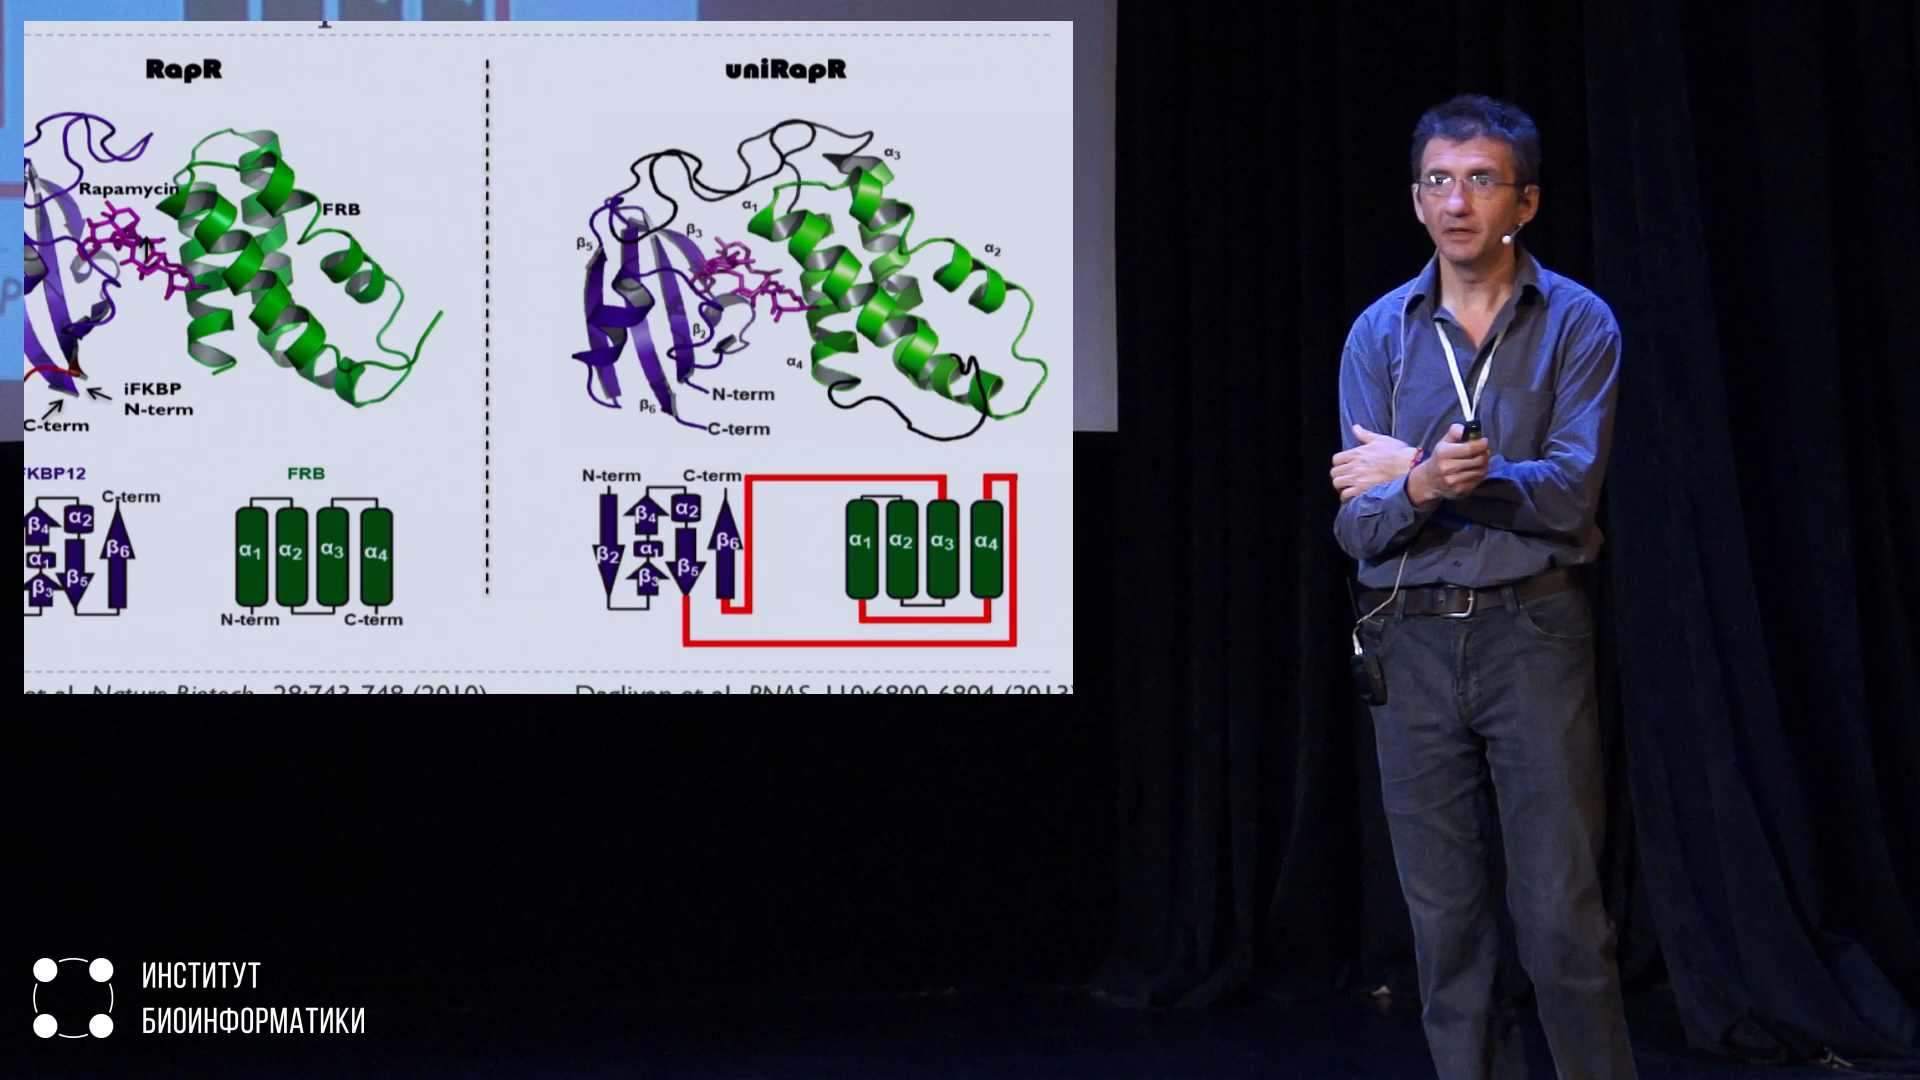 RapR
uniRapR
Rapamycin
FRB
iFKBP
N-term
C-term
α3
α1
β5
β3
α2
β2
α4
β6
N-term
C-term
FKBP12
FRB
C-term
β4
α2
α1
β6
β3
β5
α1
α2
α3
α4
N-term
C-term
N-term
C-term
β2
β4
α2
α1
β3
β5
β6
α1
α2
α3
α4
et al., Nature Biotech., 28:743-748 (2010)
Dagliyan et al., PNAS, 110:6800-6804 (2013)
ИНСТИТУТ
БИОИНФОРМАТИКИ